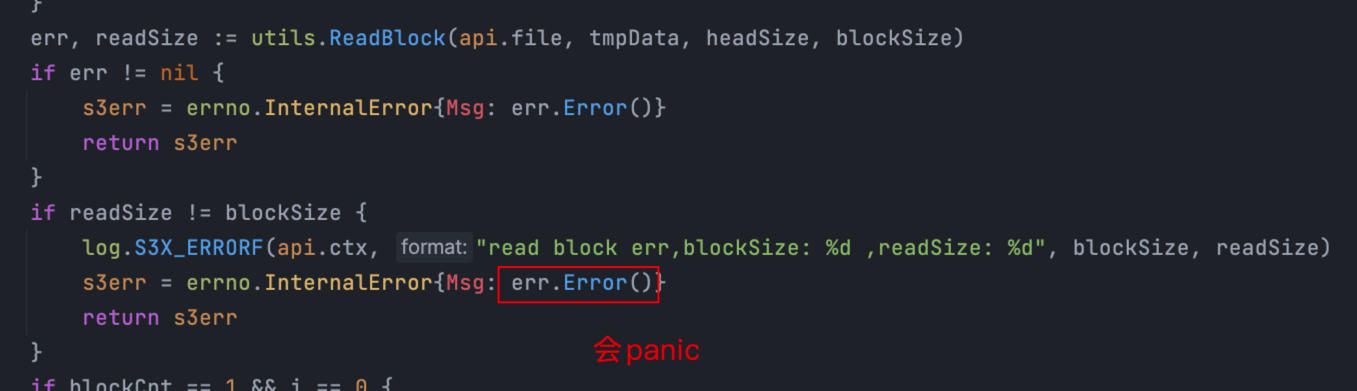 }
err, readSize := utils.ReadBlock(api.file, tmpData, headSize, blockSize)
if err != nil {
s3err = errno.InternalError{Msg: err.Error()}
return s3err
}
if readSize != blockSize {
log.S3X_ERRORF(api.ctx, format: "read block err,blockSize: %d ,readSize: %d", blockSize, readSize)
s3err = errno.InternalError{Msg: err.Error()}
return s3err
会panic
}
if blockCnt == 1 && i == 0 {